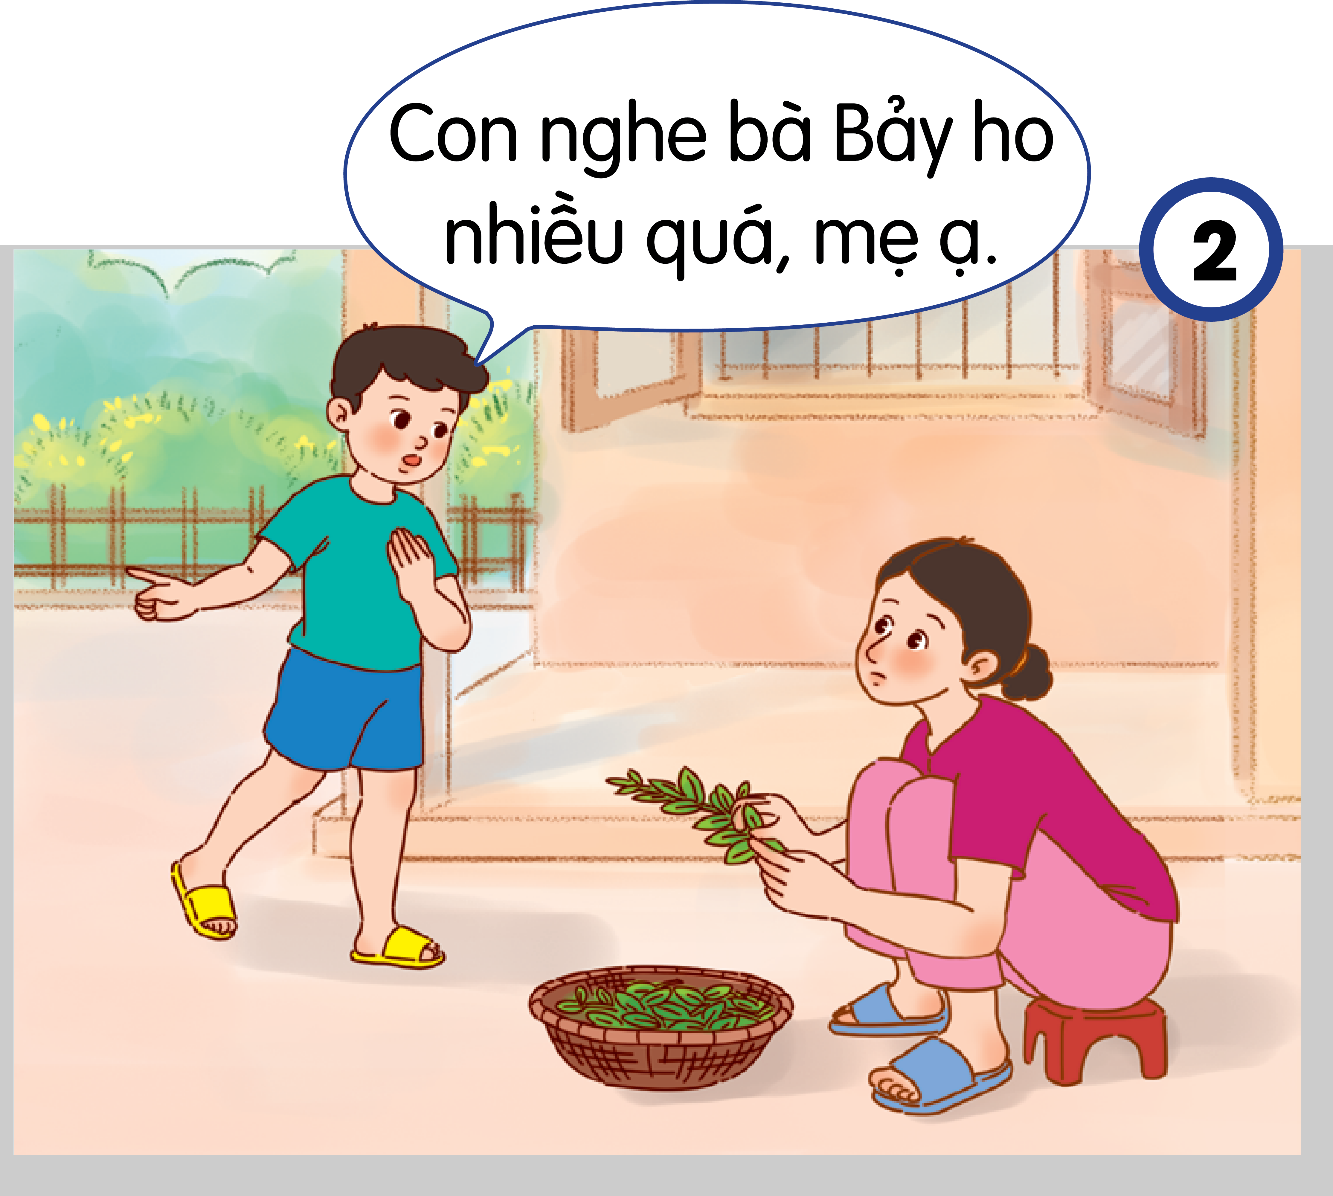 Con nghe bà Bảy ho
nhiều quá, mẹ ạ.
2